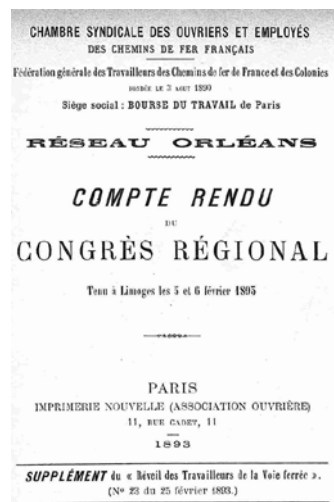 CHAMBRE SYNDICALE DES OUVRIERS ET EMPLOYÉS
DES CHEMINS DE FER FRANÇAIS
Fédération générale des Travailleurs des Chemins de fer de France et des Colonies
FONDÉE LE 3 AOUT 1890
Siège social : BOURSE DU TRAVAIL de Paris
RÉSEAU ORLÉANS
COMPTE RENDU
DU
CONGRÈS RÉGIONAL
Tenu à Limoges les 5 et 6 février 1893
PARIS
IMPRIMERIE NOUVELLE (ASSOCIATION OUVRIÈRE)
11, RUE CADET, 11
1893
SUPPLÉMENT du « Réveil des Travailleurs de la Voie ferrée ».
(N° 23 du 25 février 1893.)